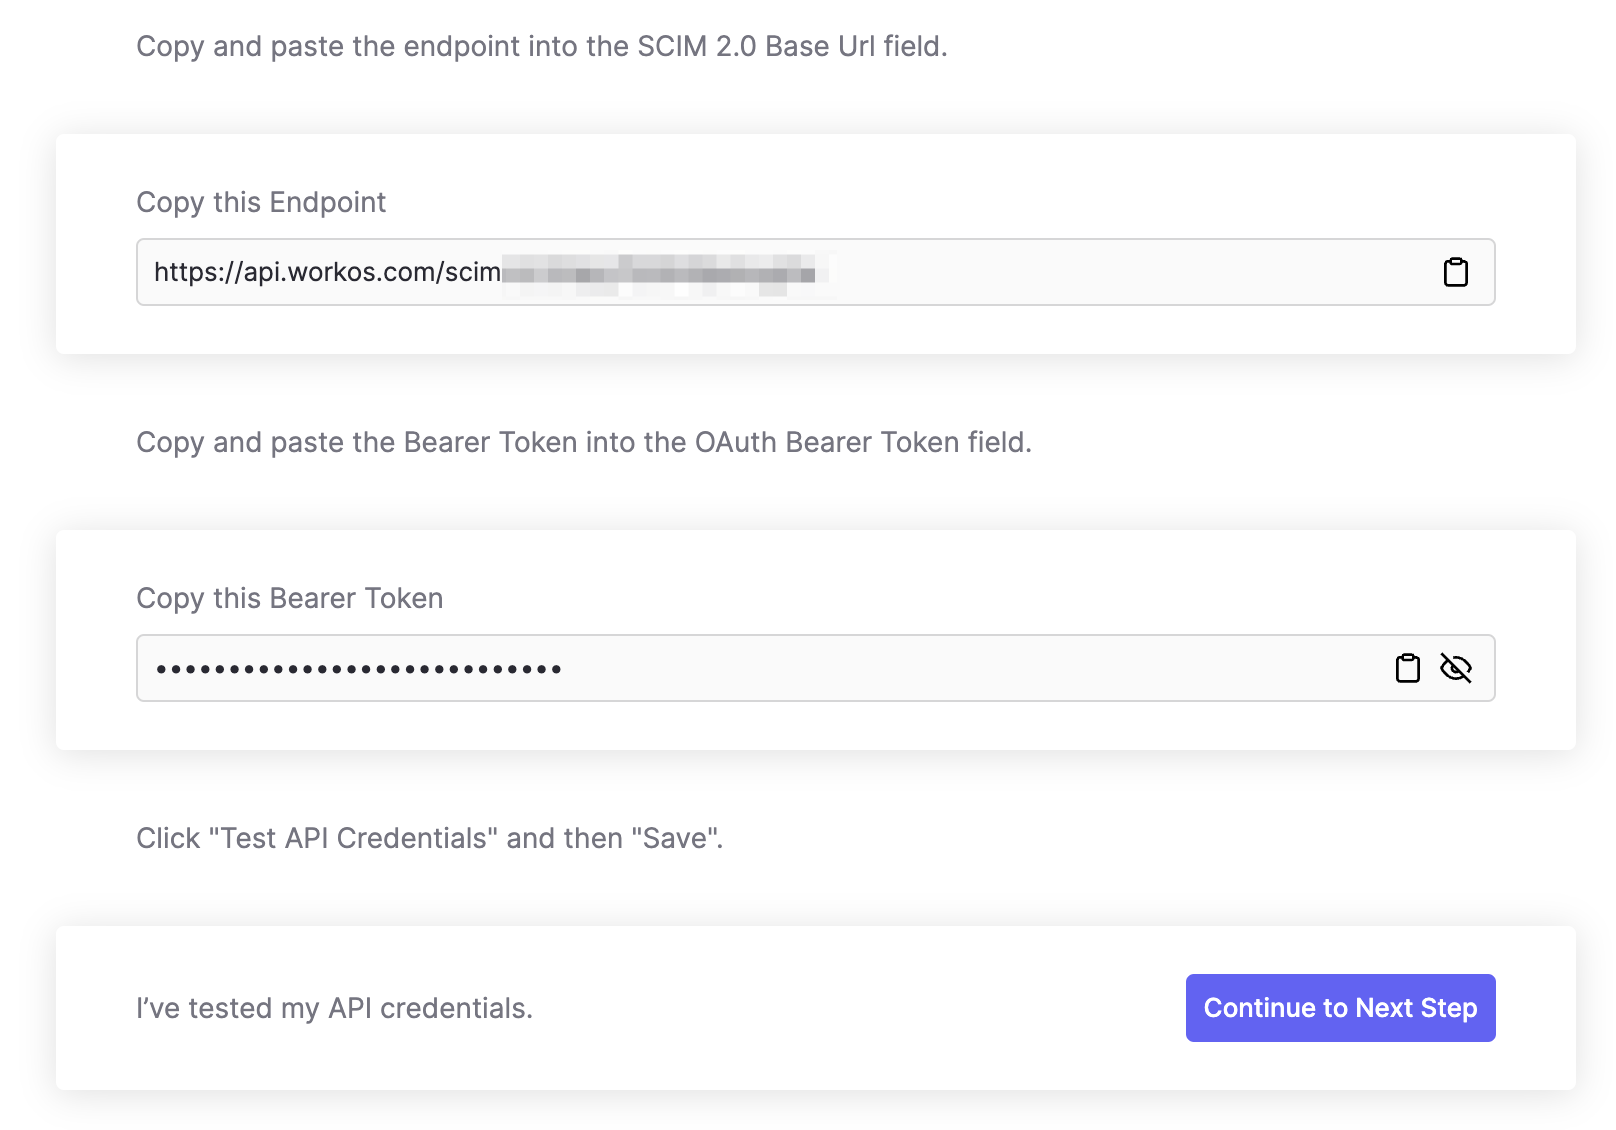 Copy and paste the endpoint into the SCIM 2.0 Base Url field.
Copy this Endpoint
https://api.workos.com/scim
Copy and paste the Bearer Token into the OAuth Bearer Token field.
Copy this Bearer Token
••••••••••••••••••••••••••••
Click "Test API Credentials" and then "Save".
I’ve tested my API credentials.
Continue to Next Step